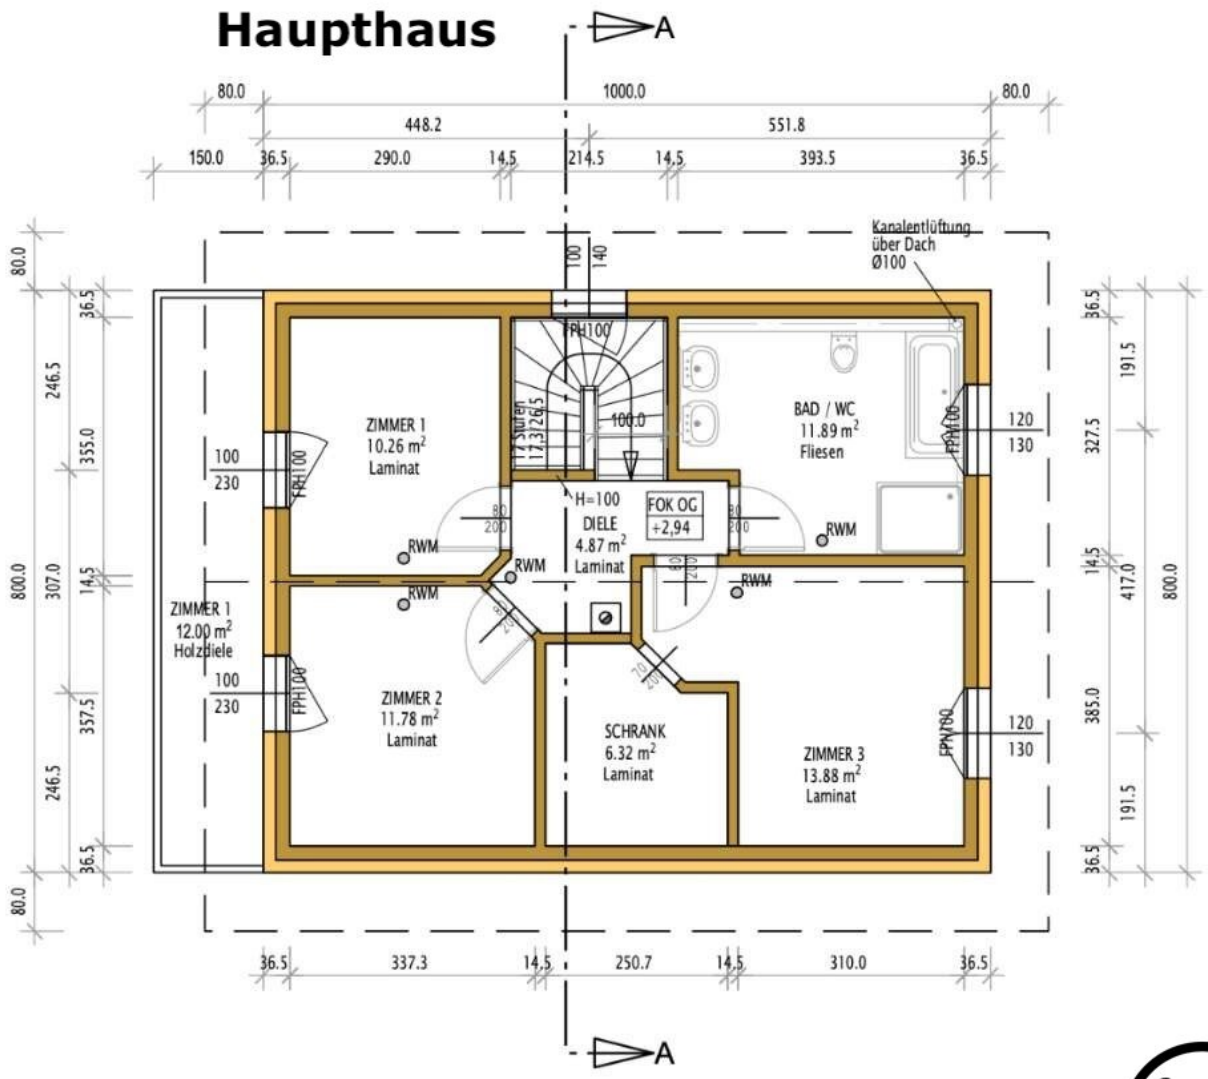 Haupthaus
A
80.0
1000.0
80.0
448.2
551.8
150.0
36.5
290.0
14.5
214.5
14.5
393.5
36.5
Kanalentlüftung
über Dach
Ø100
100
140
80.0
36.5
246.5
355.0
800.0
307.0
14.5
357.5
246.5
36.5
80.0
36.5
191.5
327.5
14.5
417.0
800.0
385.0
191.5
36.5
FPH100
17 Stufen
17,3/26,5
100.0
ZIMMER 1
10.26 m²
Laminat
BAD / WC
11.89 m²
Fliesen
FPH100
120
130
100
230
FPH100
H=100
DIELE
4.87 m²
Laminat
FOK OG
+2,94
80
200
80
200
80
200
RWM
RWM
RWM
RWM
RWM
ZIMMER 1
12.00 m²
Holzdiele
80
200
100
230
FPH100
ZIMMER 2
11.78 m²
Laminat
70
200
SCHRANK
6.32 m²
Laminat
ZIMMER 3
13.88 m²
Laminat
FPH100
120
130
36.5
337.3
14.5
250.7
14.5
310.0
36.5
A